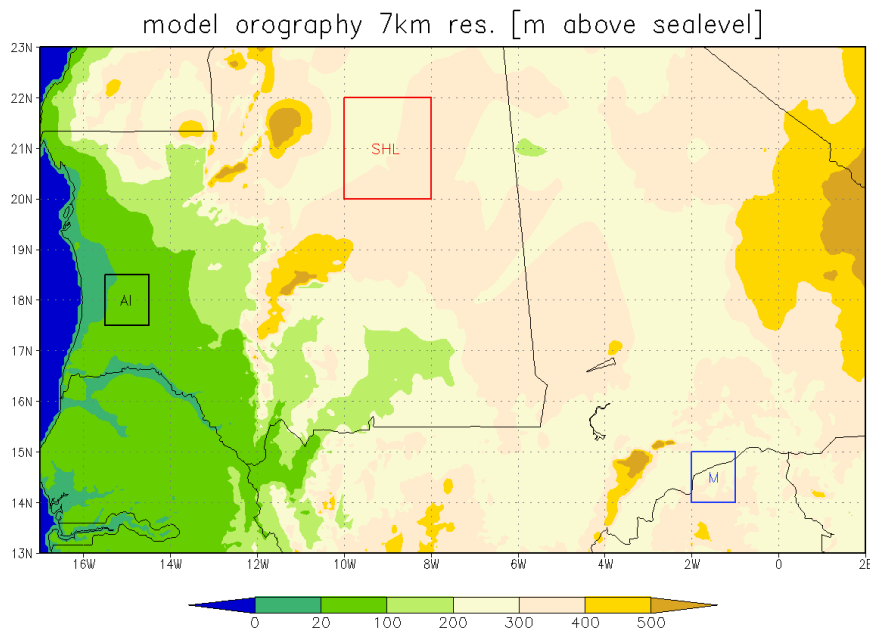 model orography 7km res. [m above sealevel]
23N
22N
21N
20N
19N
18N
17N
16N
15N
14N
13N
SHL
AI
M
16W 14W 12W 10W 8W 6W 4W 2W 0 2E
0 20 100 200 300 400 500